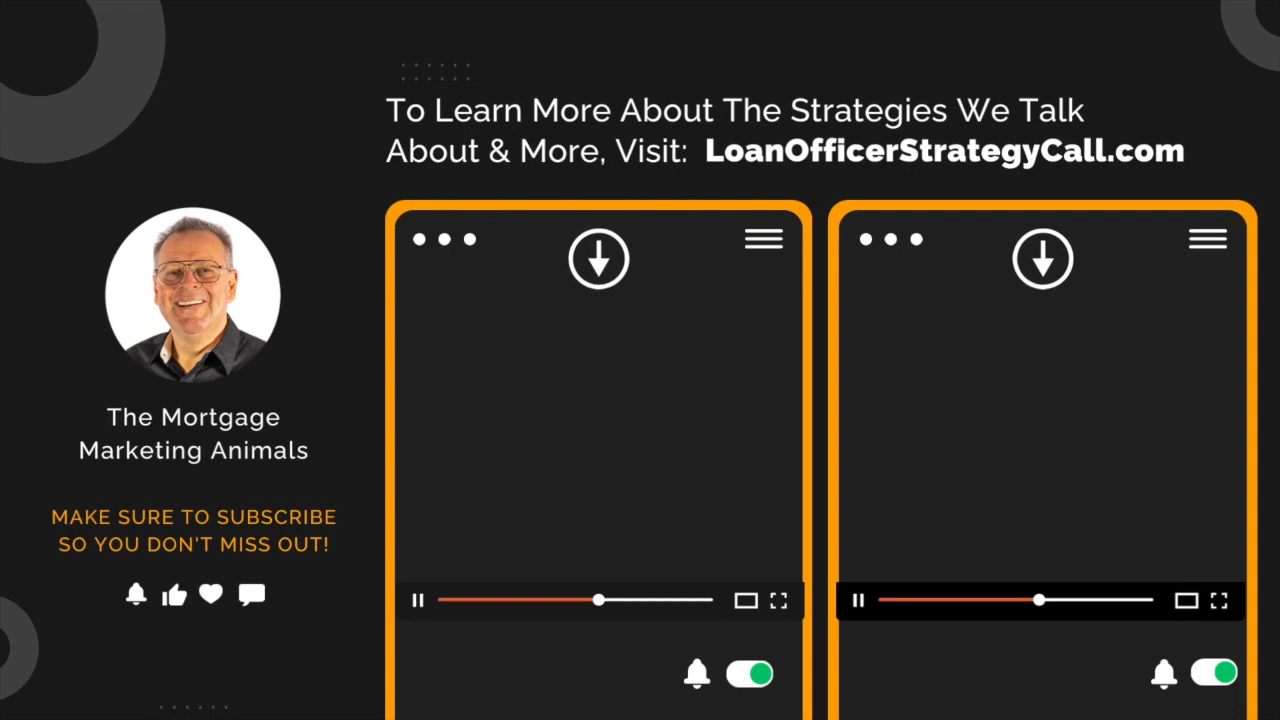 To Learn More About The Strategies We Talk
About & More, Visit: LoanOfficerStrategyCall.com
The Mortgage
Marketing Animals
MAKE SURE TO SUBSCRIBE
SO YOU DON'T MISS OUT!